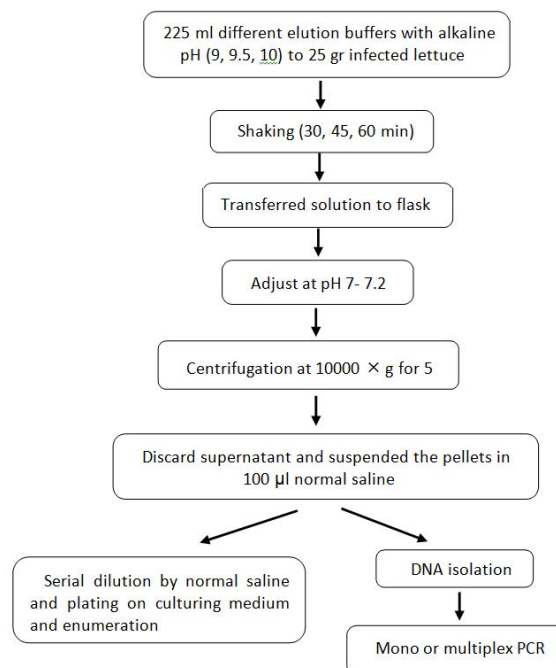 225 ml different elution buffers with alkaline
pH (9, 9.5, 10) to 25 gr infected lettuce
Shaking (30, 45, 60 min)
Transferred solution to flask
Adjust at pH 7- 7.2
Centrifugation at 10000 × g for 5
Discard supernatant and suspended the pellets in
100 µl normal saline
Serial dilution by normal saline
and plating on culturing medium
and enumeration
DNA isolation
Mono or multiplex PCR